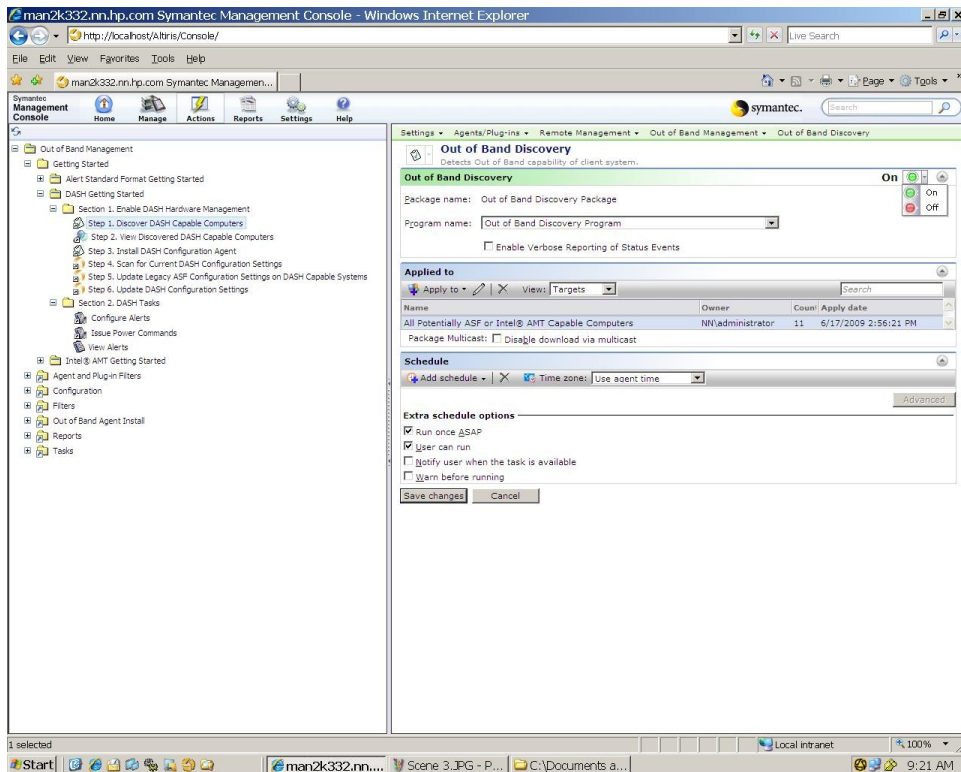 man2k332.nn.hp.com Symantec Management Console - Windows Internet Explorer
http://localhost/Altiris/Console/
Live Search
File Edit View Favorites Tools Help
man2k332.nn.hp.com Symantec Managemen...
Page Tools
Symantec
Management
Console
Home Manage Actions Reports Settings Help
symantec.
Search
Settings Agents/Plug-ins Remote Management Out of Band Management Out of Band Discovery
Out of Band Management
Getting Started
Alert Standard Format Getting Started
DASH Getting Started
Section 1. Enable DASH Hardware Management
Step 1. Discover DASH Capable Computers
Step 2. View Discovered DASH Capable Computers
Step 3. Install DASH Configuration Agent
Step 4. Scan for Current DASH Configuration Settings
Step 5. Update Legacy ASF Configuration Settings on DASH Capable Systems
Step 6. Update DASH Configuration Settings
Section 2. DASH Tasks
Configure Alerts
Issue Power Commands
View Alerts
Intel® AMT Getting Started
Agent and Plug-in Filters
Configuration
Filters
Out of Band Agent Install
Reports
Tasks
Out of Band Discovery
Detects Out of Band capability of client system.
Out of Band Discovery
On
On
Off
Package name: Out of Band Discovery Package
Program name: Out of Band Discovery Program
Enable Verbose Reporting of Status Events
Applied to
Apply to View: Targets
Search
Name Owner Count Apply date
All Potentially ASF or Intel® AMT Capable Computers NN\administrator 11 6/17/2009 2:56:21 PM
Package Multicast: Disable download via multicast
Schedule
Add schedule Time zone: Use agent time
Advanced
Extra schedule options
Run once ASAP
User can run
Notify user when the task is available
Warn before running
Save changes Cancel
1 selected
Local intranet
100%
Start
man2k332.nn....
Scene 3.JPG - P...
C:\Documents a...
9:21 AM